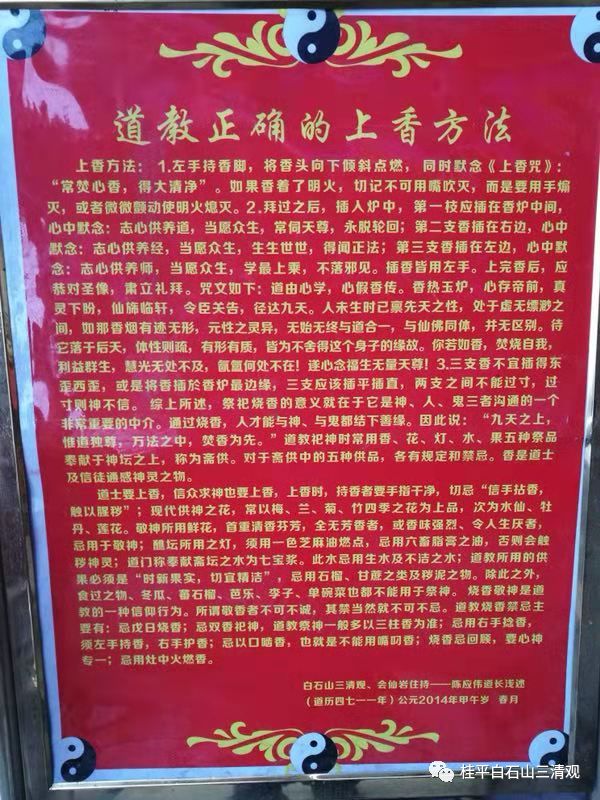 道教正确的上香方法
上香方法：1.左手持香脚，将香头向下倾斜点燃，同时默念《上香咒》：
“常焚心香，得大清净”。如果香着了明火，切记不可用嘴吹灭，而是要用手煽
灭，或者微微颤动使明火熄灭。2.拜过之后，插人炉中，第一枝应插在香炉中间，
心中默念：志心供养道，当愿众生，常伺天尊，永脱轮回；第二支香插在右边，心中
默念：志心供养经，当愿众生，生生世世，得闻正法；第三支香插在左边，心中默
念：志心供养师，当愿众生，学最上乘，不落邪见。插香皆用左手。上完香后，应
恭对圣像，肃立礼拜。咒文如下：道由心学，心假香传。香热玉炉，心存帝前，真
灵下盼，仙旆临轩，令臣关告，径达九天。人未生时已禀先天之性，处于虚无缥渺之
间，如那香烟有迹无形，元性之灵异，无始无终与道合一，与仙佛同体，并无区别。待
它落于后天，体性则疏，有形有质，皆为不舍得这个身子的缘故。你若如香，焚烧自我，
利益群生，慧光无处不及，氤氲何处不在！遂心念福生无量天尊！3.三支香不宜插得东
歪西歪，或是将香插於香炉最边缘，三支应该插平插直，两支之间不能过寸，过
寸则神不信。综上所述，祭祀烧香的意义就在于它是神、人、鬼三者沟通的一个
非常重要的中介。通过烧香，人才能与神、与鬼都结下善缘。因此说：“九天之上，
惟道独尊，万法之中，焚香为先。”道教祀神时常用香、花、灯、水、果五种祭品
奉献于神坛之上，称为斋供。对于斋供中的五种供品，各有规定和禁忌。香是道士
及信徒通感神灵之物。
道士要上香，信众求神也要上香，上香时，持香者要手指干净，切忌“信手拈香，
触以腥秽”；现代供神之花，常以梅、兰、菊、竹四季之花为上品，次为水仙、牡
丹、莲花。敬神所用鲜花，首重清香芬芳，全无芳香者，或香味强烈、令人生厌者，
忌用于敬神；醮坛所用之灯，须用一色芝麻油燃点，忌用六畜脂膏之油，否则会触
秽神灵；道门称奉献斋坛之水为七宝浆。此水忌用生水及不洁之水；道教所用的供
果必须是“时新果实，切宜精洁”，忌用石榴、甘蔗之类及秽泥之物。除此之外，
食过之物、冬瓜、蕃石榴、芭乐、李子、单碗菜也都不能用于祭神。烧香敬神是道
教的一种信仰行为。所谓敬香者不可不诚，其禁当然就不可不忌。道教烧香禁忌主
要有：忌戊日烧香；忌双香祀神，道教祭神一般多以三柱香为准；忌用右手捻香，
须左手持香，右手护香；忌以口啮香，也就是不能用嘴叼香；烧香忌回顾，要心神
专一；忌用灶中火燃香。
白石山三清观、会仙岩住持——陈应伟道长浅述
（道历四七一一年）公元2014年甲午岁 春月
桂平白石山三清观